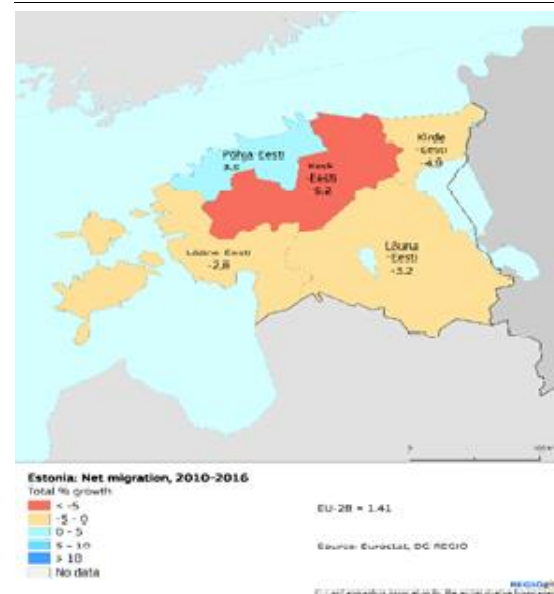 Põhja Eesti
Kesk
-Eesti
Kirde
-Eesti
-4.9
Lääne Eesti
-2.8
Lõuna
-Eesti
-3.2
Estonia: Net migration, 2010-2016
Total % growth
< -5
-5 - 0
0 - 5
5 - 10
> 10
No data
EU-28 = 1.41
Source: Eurostat, DG REGIO